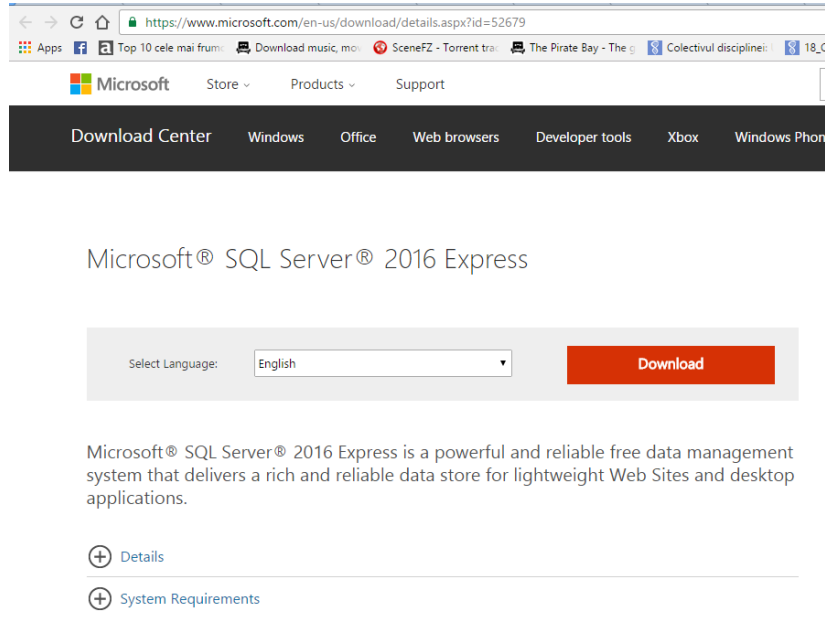 https://www.microsoft.com/en-us/download/details.aspx?id=52679
Apps Top 10 cele mai frum Download music, mov SceneFZ - Torrent trac The Pirate Bay - The g Colectivul disciplinei: 18_C
Microsoft Store Products Support
Download Center Windows Office Web browsers Developer tools Xbox Windows Phon
Microsoft® SQL Server® 2016 Express
Select Language: English Download
Microsoft® SQL Server® 2016 Express is a powerful and reliable free data management
system that delivers a rich and reliable data store for lightweight Web Sites and desktop
applications.
Details
System Requirements